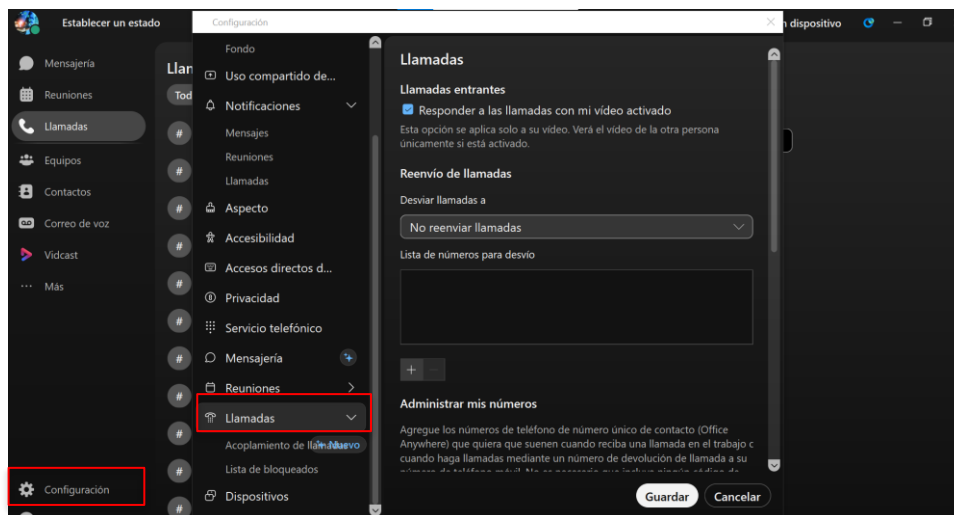 Establecer un estado
Configuración
n dispositivo
Mensajería
Reuniones
Llamadas
Equipos
Contactos
Correo de voz
Vidcast
Más
Configuración
Llan
Tod
#
#
#
#
#
#
#
#
#
#
#
Fondo
Uso compartido de...
Notificaciones
Mensajes
Reuniones
Llamadas
Aspecto
Accesibilidad
Accesos directos d...
Privacidad
Servicio telefónico
Mensajería
Reuniones
Llamadas
Acoplamiento de
Nuevo
Lista de bloqueados
Dispositivos
Llamadas
Llamadas entrantes
Responder a las llamadas con mi vídeo activado
Esta opción se aplica solo a su vídeo. Verá el vídeo de la otra persona
únicamente si está activado.
Reenvío de llamadas
Desviar llamadas a
No reenviar llamadas
Lista de números para desvío
Administrar mis números
Agregue los números de teléfono de número único de contacto (Office
Anywhere) que quiera que suenen cuando reciba una llamada en el trabajo c
cuando haga llamadas mediante un número de devolución de llamada a su
Guardar
Cancelar